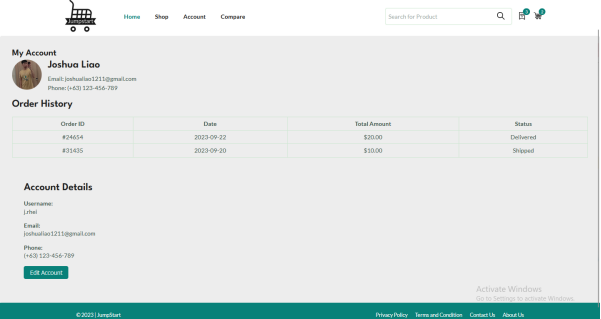 Jumpstart
Home Shop Account Compare
Search for Product
My Account
Joshua Liao
Email: joshualiao1211@gmail.com
Phone: (+63) 123-456-789
Order History
Order ID Date Total Amount Status
#24654 2023-09-22 $20.00 Delivered
#31435 2023-09-20 $10.00 Shipped
Account Details
Username:
j.rhei
Email:
joshualiao1211@gmail.com
Phone:
(+63) 123-456-789
Edit Account
Activate Windows
Go to Settings to activate Windows.
© 2023 | JumpStart Privacy Policy Terms and Condition Contact Us About Us